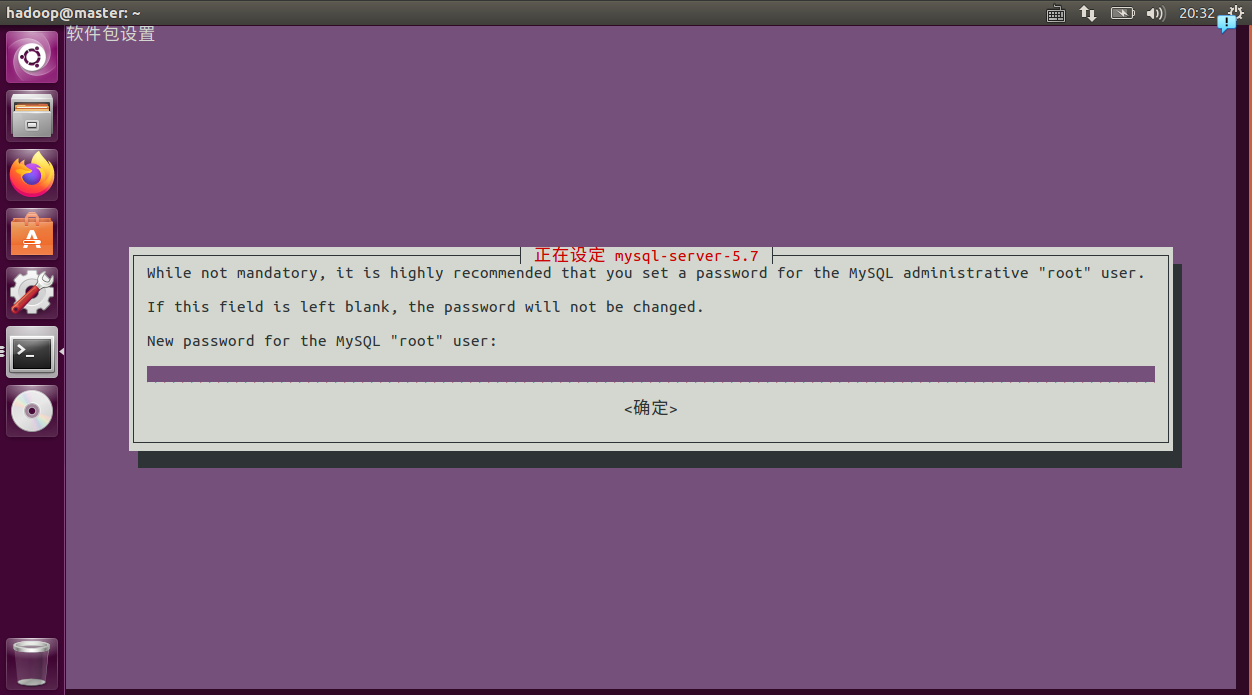 hadoop@master: ~
20:32
软件包设置
正在设定 mysql-server-5.7
While not mandatory, it is highly recommended that you set a password for the MySQL administrative "root" user.
If this field is left blank, the password will not be changed.
New password for the MySQL "root" user:
<确定>